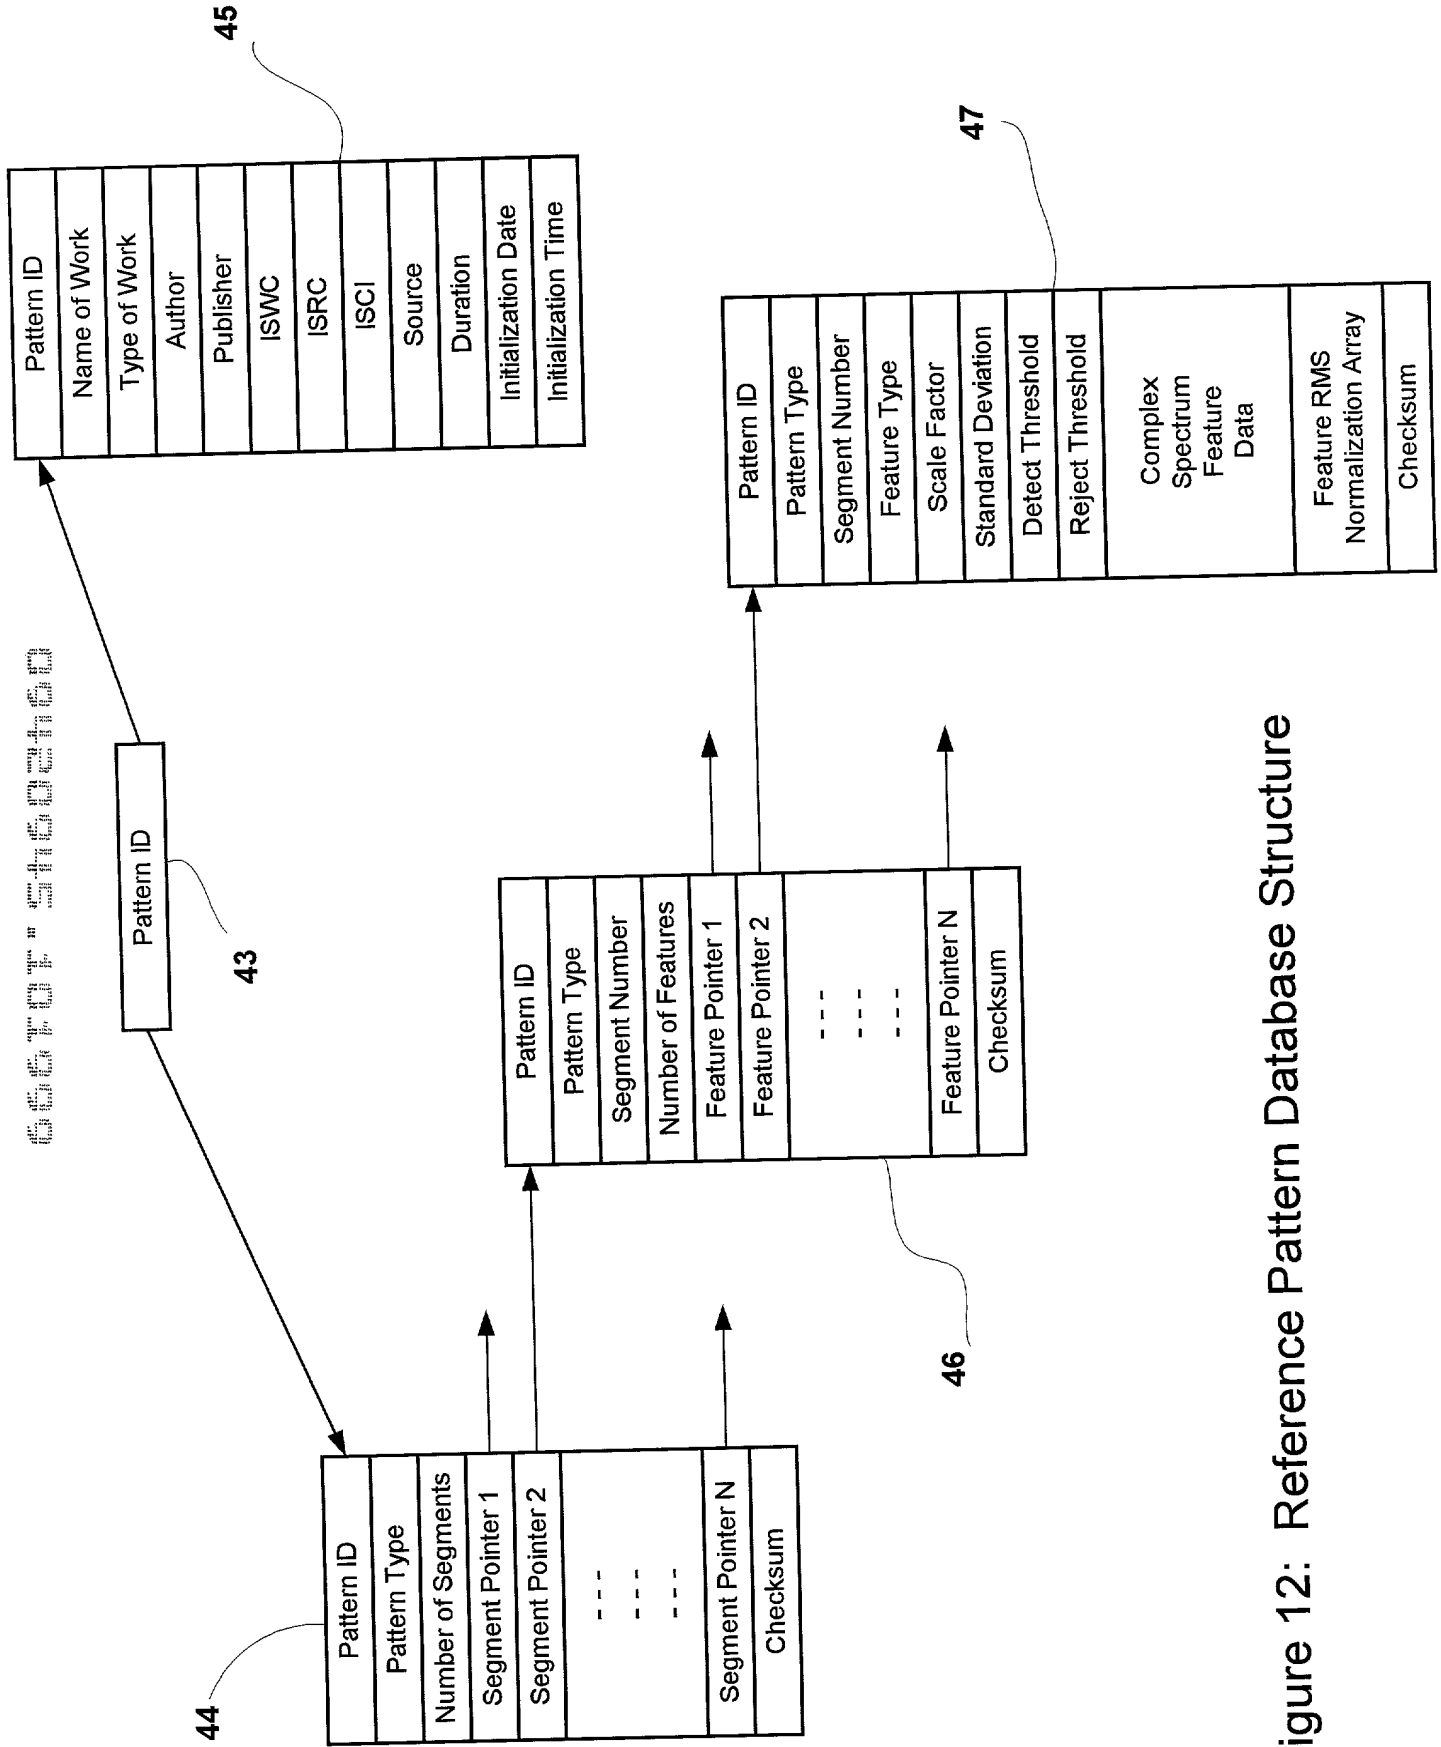 Pattern ID
43
44
Pattern ID
Pattern Type
Number of Segments
Segment Pointer 1
Segment Pointer 2
- - -
- - -
- - -
Segment Pointer N
Checksum
45
Pattern ID
Name of Work
Type of Work
Author
Publisher
ISWC
ISRC
ISCI
Source
Duration
Initialization Date
Initialization Time
Pattern ID
Pattern Type
Segment Number
Number of Features
Feature Pointer 1
Feature Pointer 2
- - -
- - -
- - -
Feature Pointer N
Checksum
46
47
Pattern ID
Pattern Type
Segment Number
Feature Type
Scale Factor
Standard Deviation
Detect Threshold
Reject Threshold
Complex
Spectrum
Feature
Data
Feature RMS
Normalization Array
Checksum
igure 12: Reference Pattern Database Structure